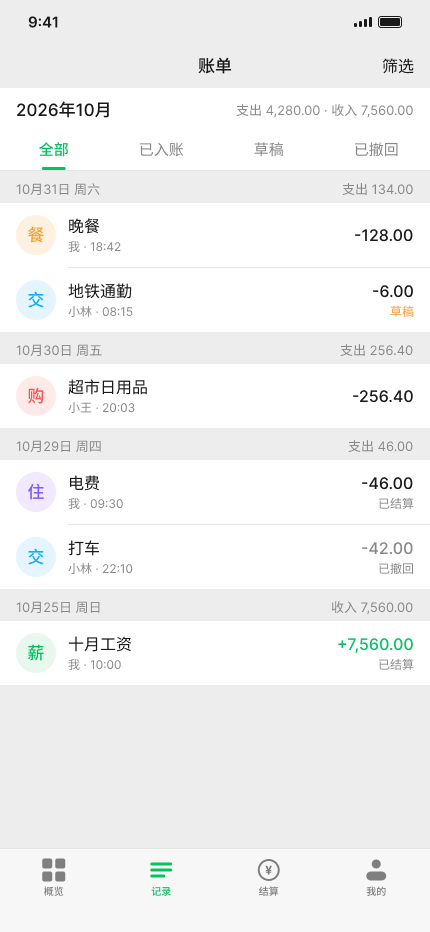 9:41
账单 筛选
2026年10月 支出 4,280.00 · 收入 7,560.00
全部 已入账 草稿 已撤回
10月31日 周六 支出 134.00
餐 晚餐 -128.00
我 · 18:42
交 地铁通勤 -6.00
小林 · 08:15 草稿
10月30日 周五 支出 256.40
购 超市日用品 -256.40
小王 · 20:03
10月29日 周四 支出 46.00
住 电费 -46.00
我 · 09:30 已结算
交 打车 -42.00
小林 · 22:10 已撤回
10月25日 周日 收入 7,560.00
薪 十月工资 +7,560.00
我 · 10:00 已结算
¥
概览 记录 结算 我的